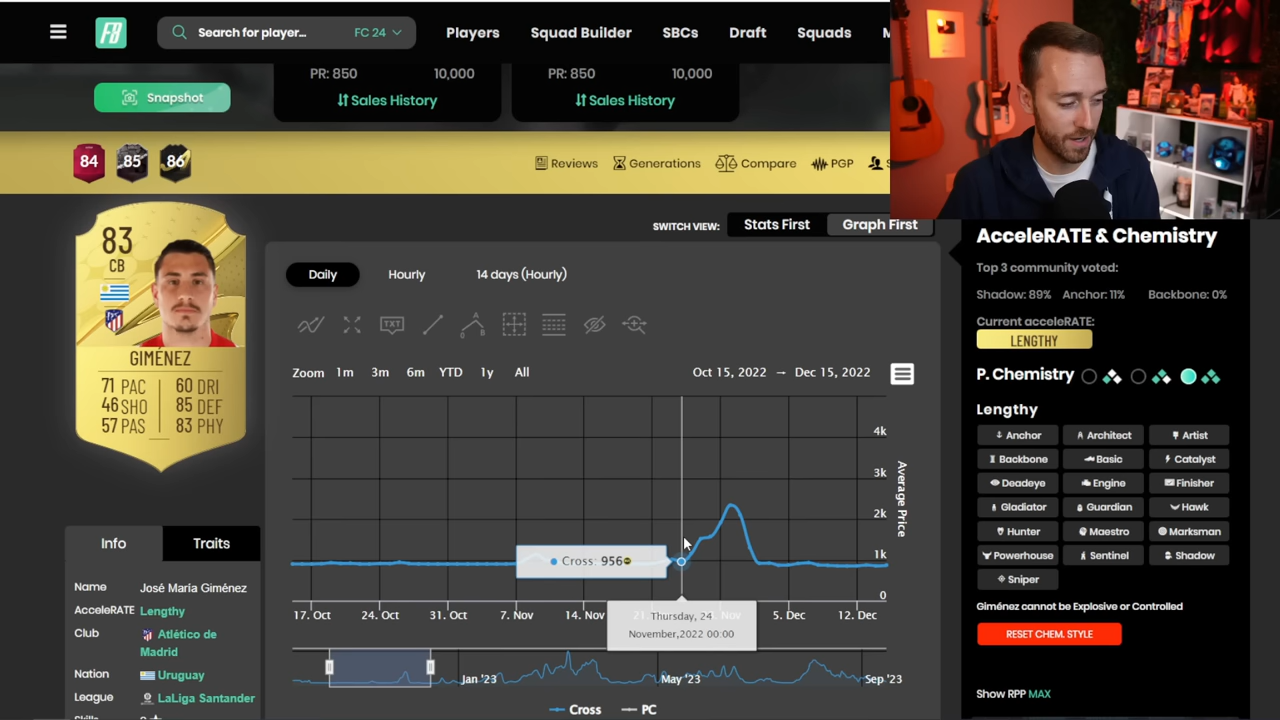 FB
Search for player...
FC 24
Players
Squad Builder
SBCs
Draft
Squads
M
Snapshot
PR: 850
10,000
Sales History
PR: 850
10,000
Sales History
84
85
86
Reviews
Generations
Compare
PGP
S
SWITCH VIEW:
Stats First
Graph First
83
CB
GIMÉNEZ
71 PAC
60 DRI
46 SHO
85 DEF
57 PAS
83 PHY
Daily
Hourly
14 days (Hourly)
TXT
Zoom
1m
3m
6m
YTD
1y
All
Oct 15, 2022 → Dec 15, 2022
4k
3k
2k
1k
0
Average Price
Cross: 956
17. Oct
24. Oct
31. Oct
7. Nov
14. Nov
5. Dec
12. Dec
Thursday, 24
November,2022 00:00
Jan '23
May '23
Sep '23
Cross
PC
Info
Traits
Name
José María Giménez
AcceleRATE
Lengthy
Club
Atlético de
Madrid
Nation
Uruguay
League
LaLiga Santander
AcceleRATE & Chemistry
Top 3 community voted:
Shadow: 89%
Anchor: 11%
Backbone: 0%
Current acceleRATE:
LENGTHY
P. Chemistry
Lengthy
Anchor
Architect
Artist
Backbone
Basic
Catalyst
Deadeye
Engine
Finisher
Gladiator
Guardian
Hawk
Hunter
Maestro
Marksman
Powerhouse
Sentinel
Shadow
Sniper
Giménez cannot be Explosive or Controlled
RESET CHEM. STYLE
Show RPP MAX